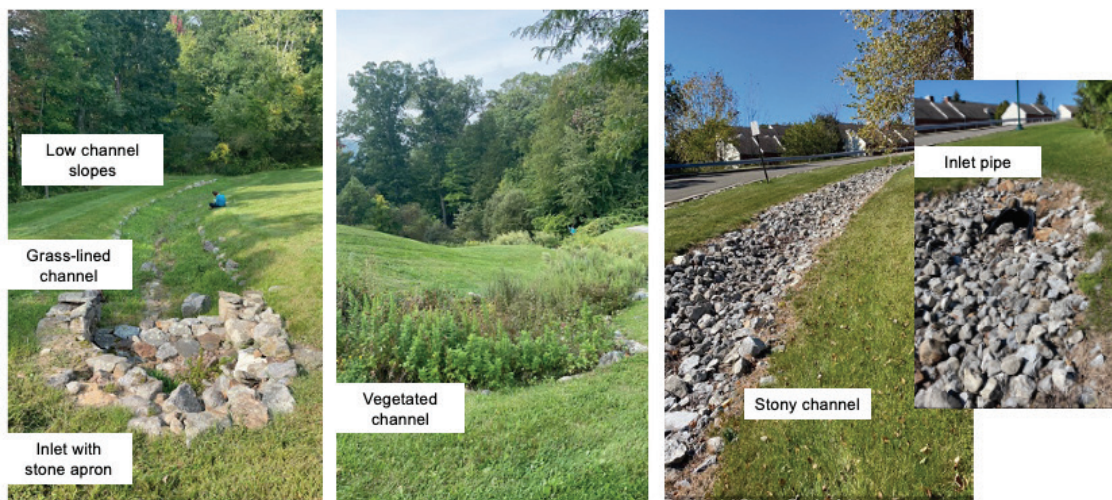 Low channel
slopes
Grass-lined
channel
Inlet with
stone apron
Vegetated
channel
Stony channel
Inlet pipe